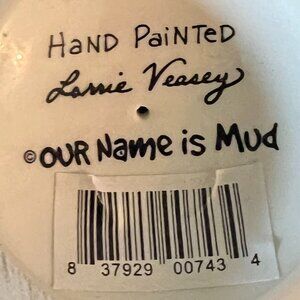 HAND PAiNTED
Lorrie Veasey
©OUR Name is Mud
8 37929 00743 4